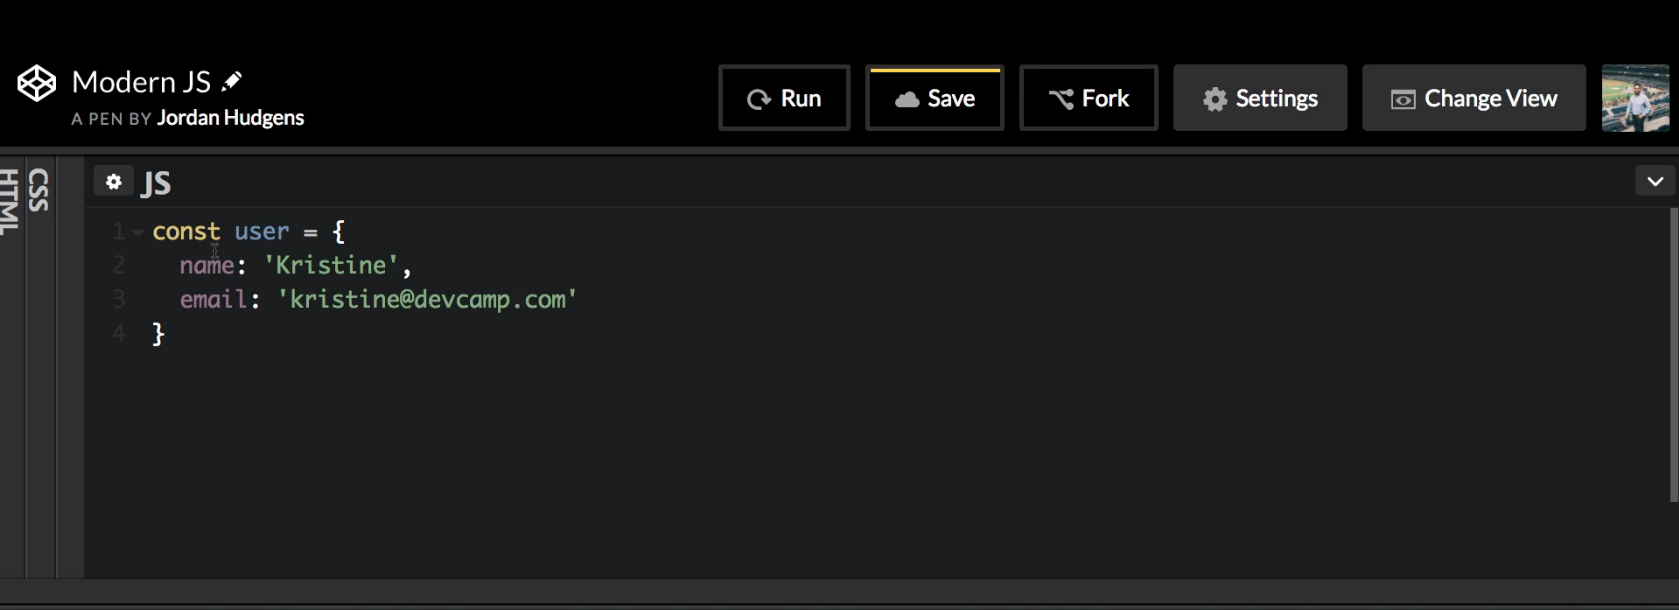 Modern JS
A PEN BY Jordan Hudgens
Run
Save
Fork
Settings
Change View
HTML
CSS
JS
1 const user = {
2 name: 'Kristine',
3 email: 'kristine@devcamp.com'
4 }